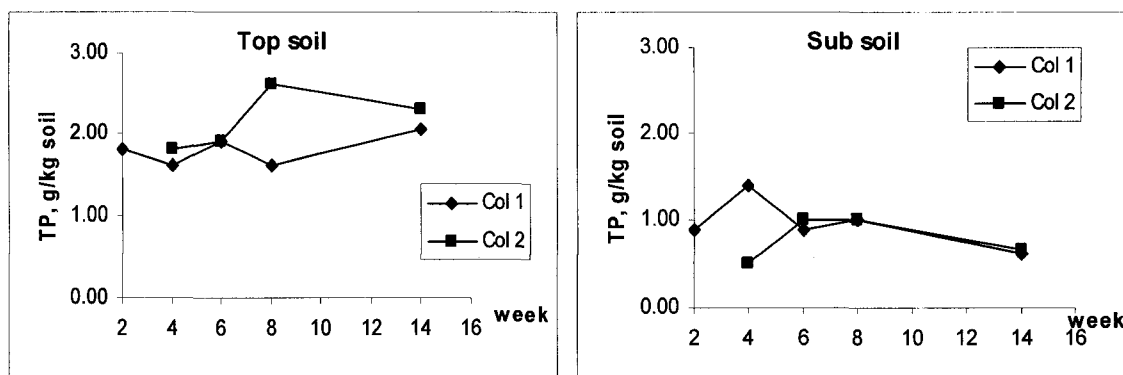 Top soil
3.00
2.00
1.00
0.00
TP, g/kg soil
Col 1
Col 2
2 4 6 8 10 12 14 16
week
Sub soil
3.00
2.00
1.00
0.00
TP, g/kg soil
Col 1
Col 2
2 4 6 8 10 12 14 16
week